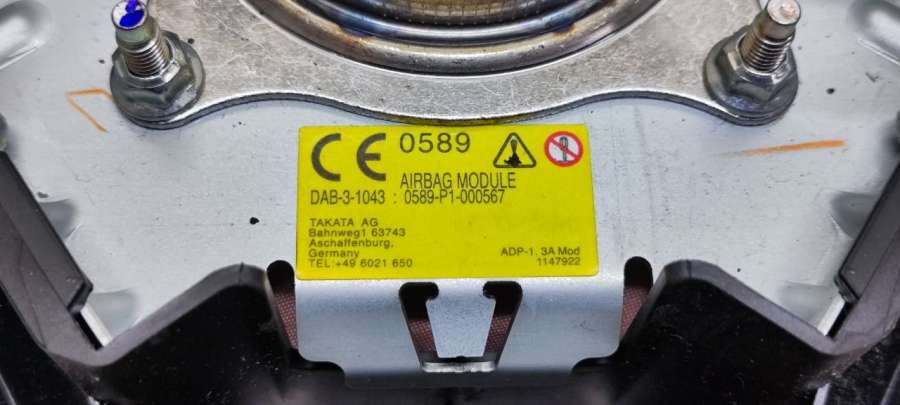 CE 0589
AIRBAG MODULE
DAB-3-1043 : 0589-P1-000567
TAKATA AG
Bahnweg1 63743
Aschaffenburg,
Germany
TEL:+49 6021 650
ADP-1. 3A Mod
1147922